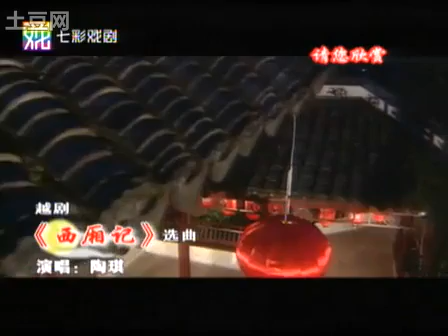 土豆网
戏 七彩戏剧
请您欣赏
越剧
《西厢记》选曲
演唱：陶琪